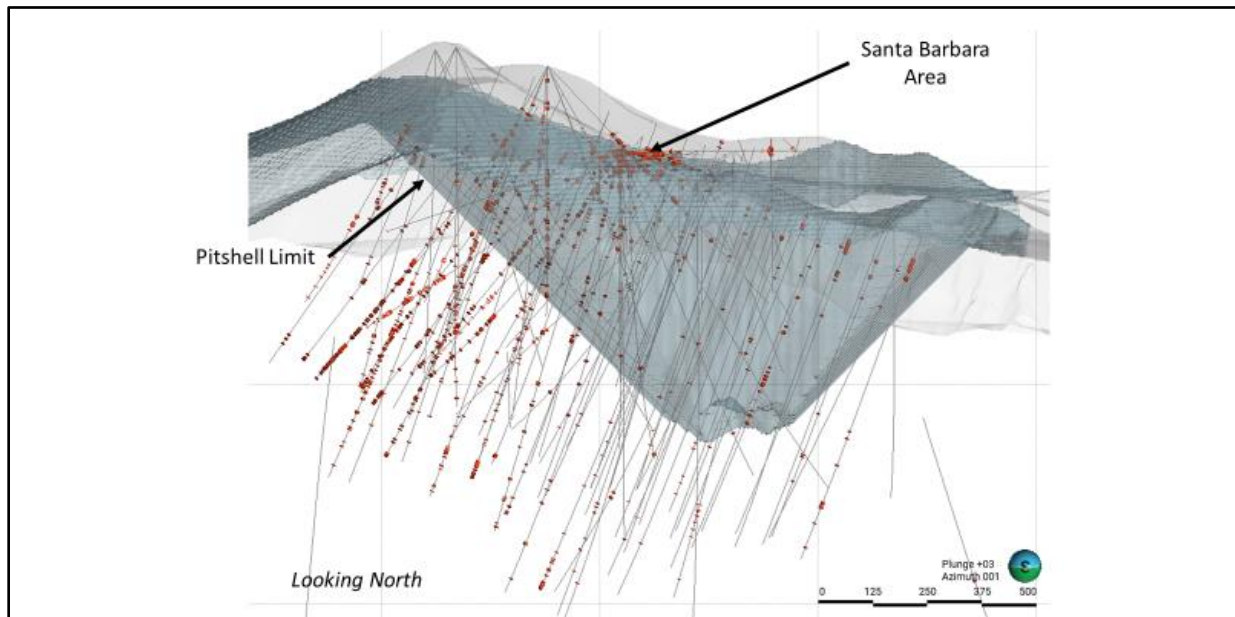 Santa Barbara
Area
Pitshell Limit
Looking North
Plunge +03
Azimuth 001
S
0 125 250 375 500